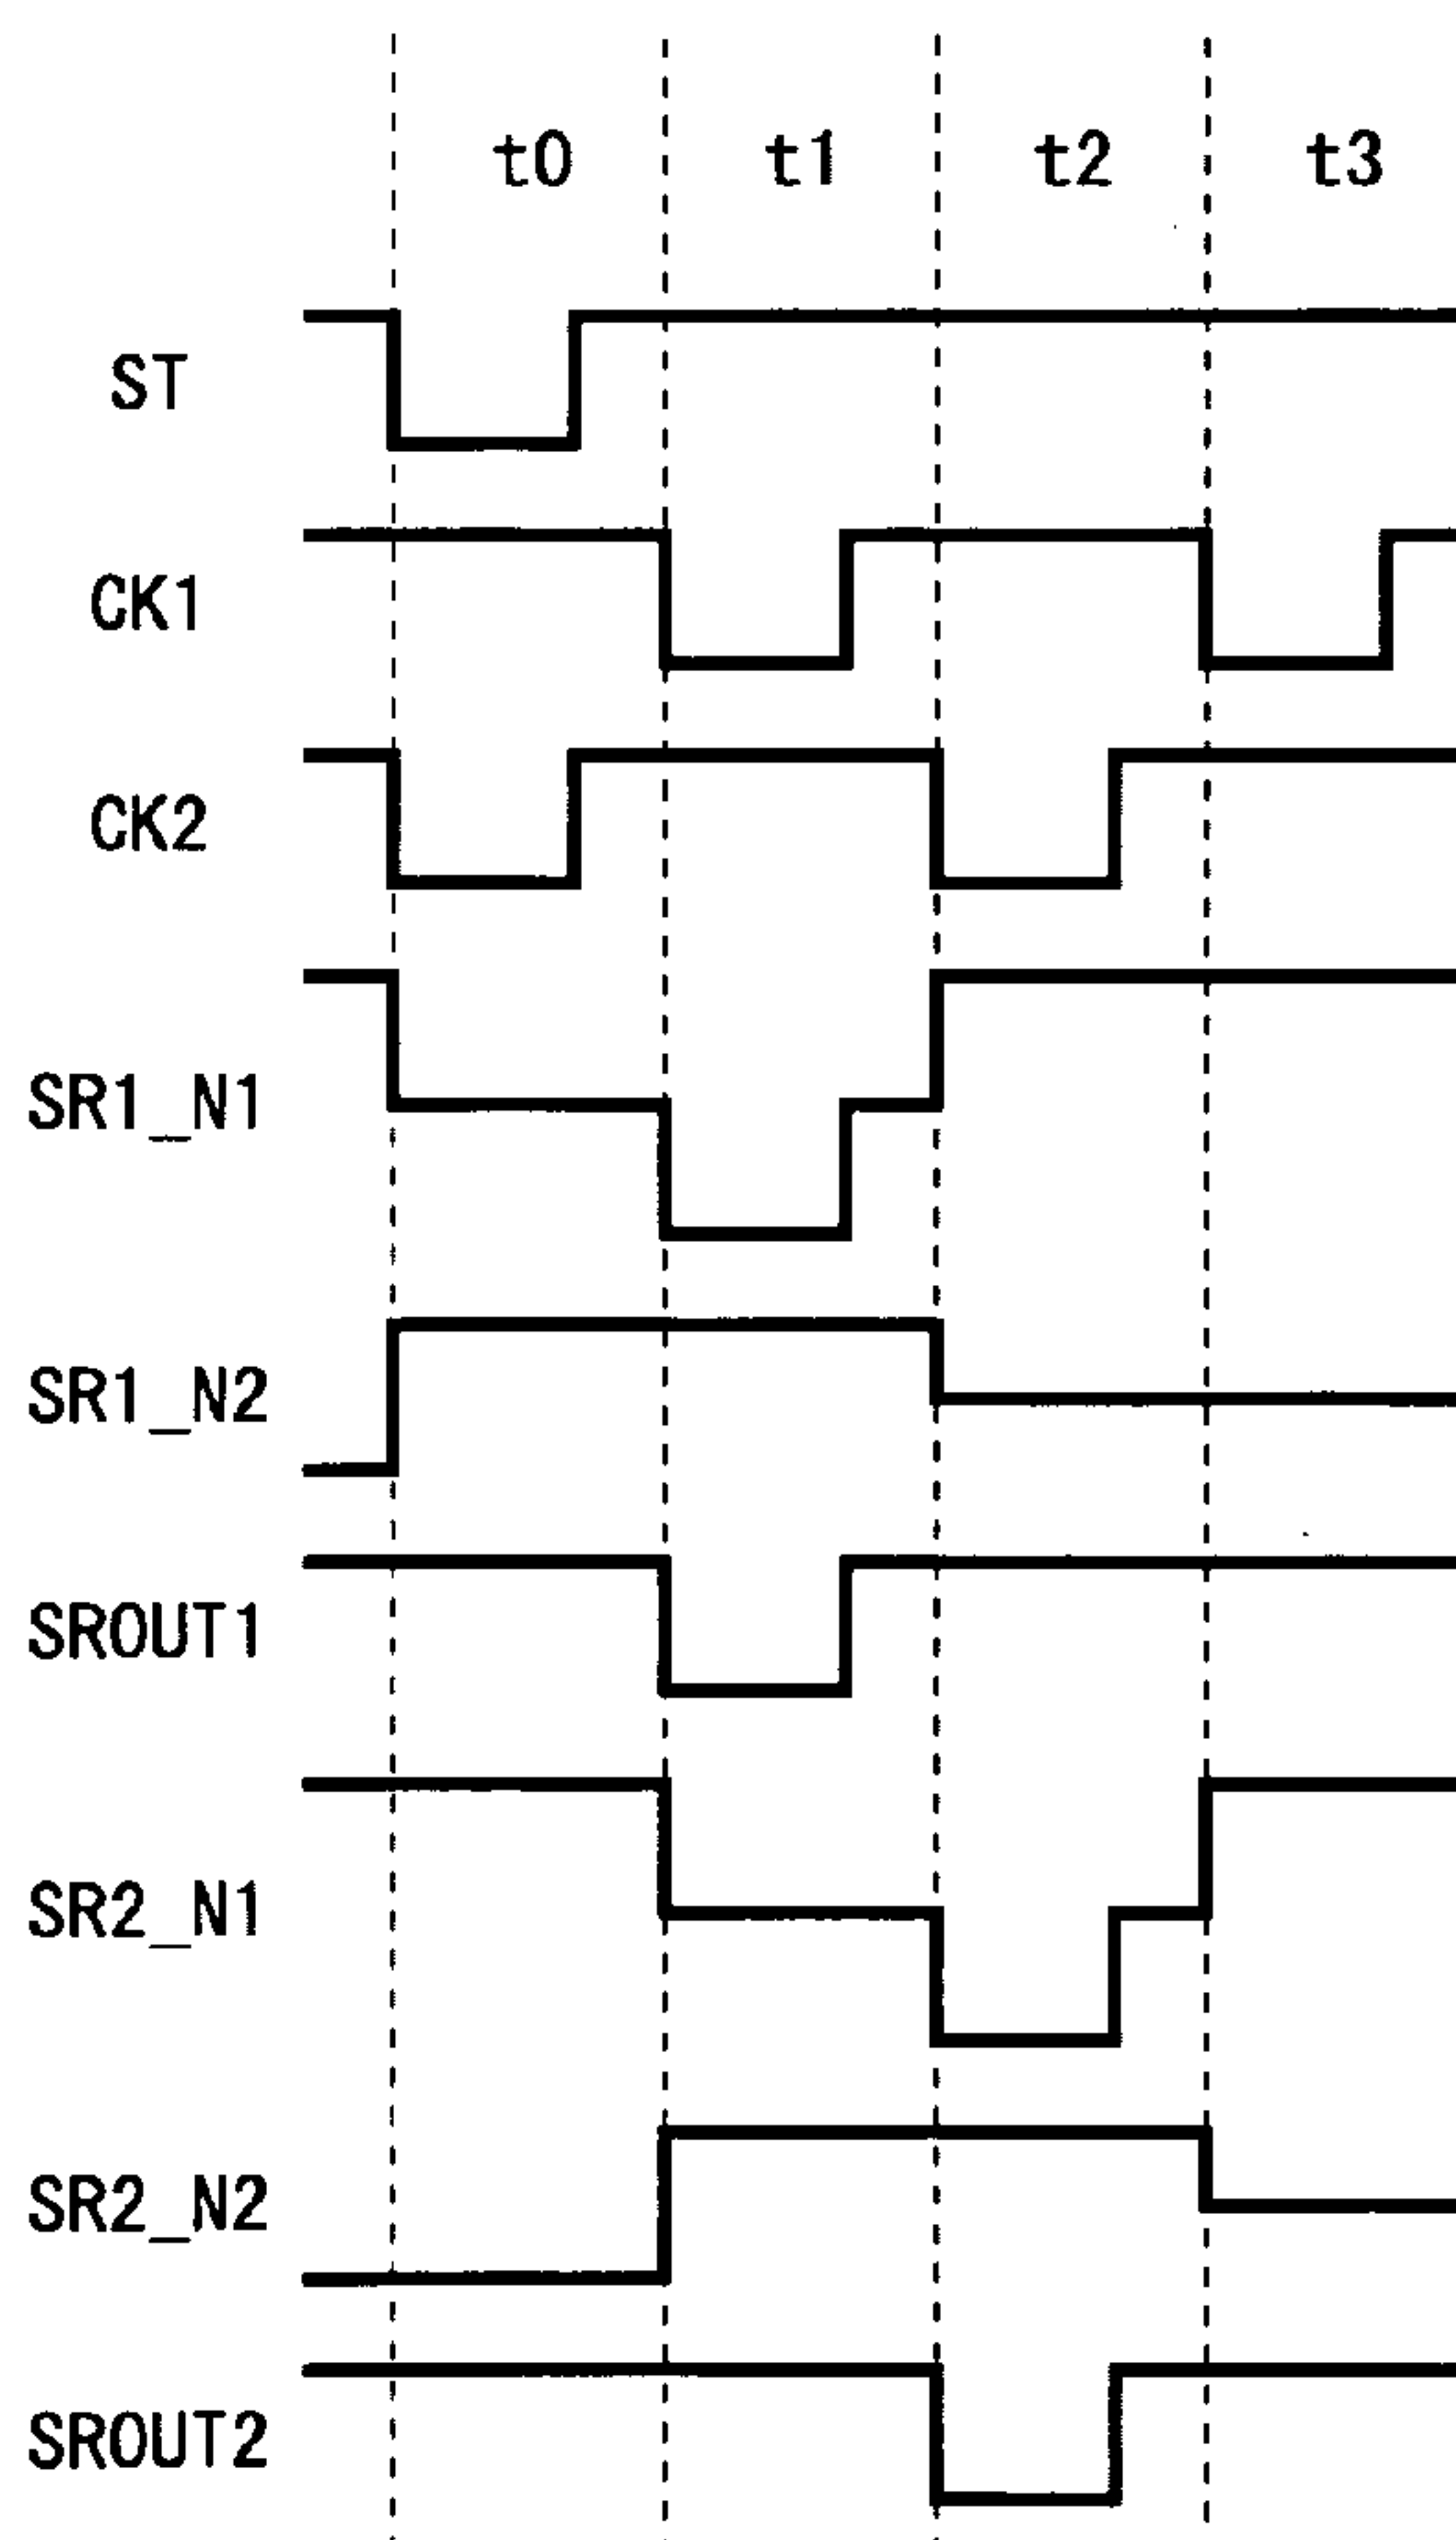 t0 t1 t2 t3
ST
CK1
CK2
SR1_N1
SR1_N2
SROUT1
SR2_N1
SR2_N2
SROUT2